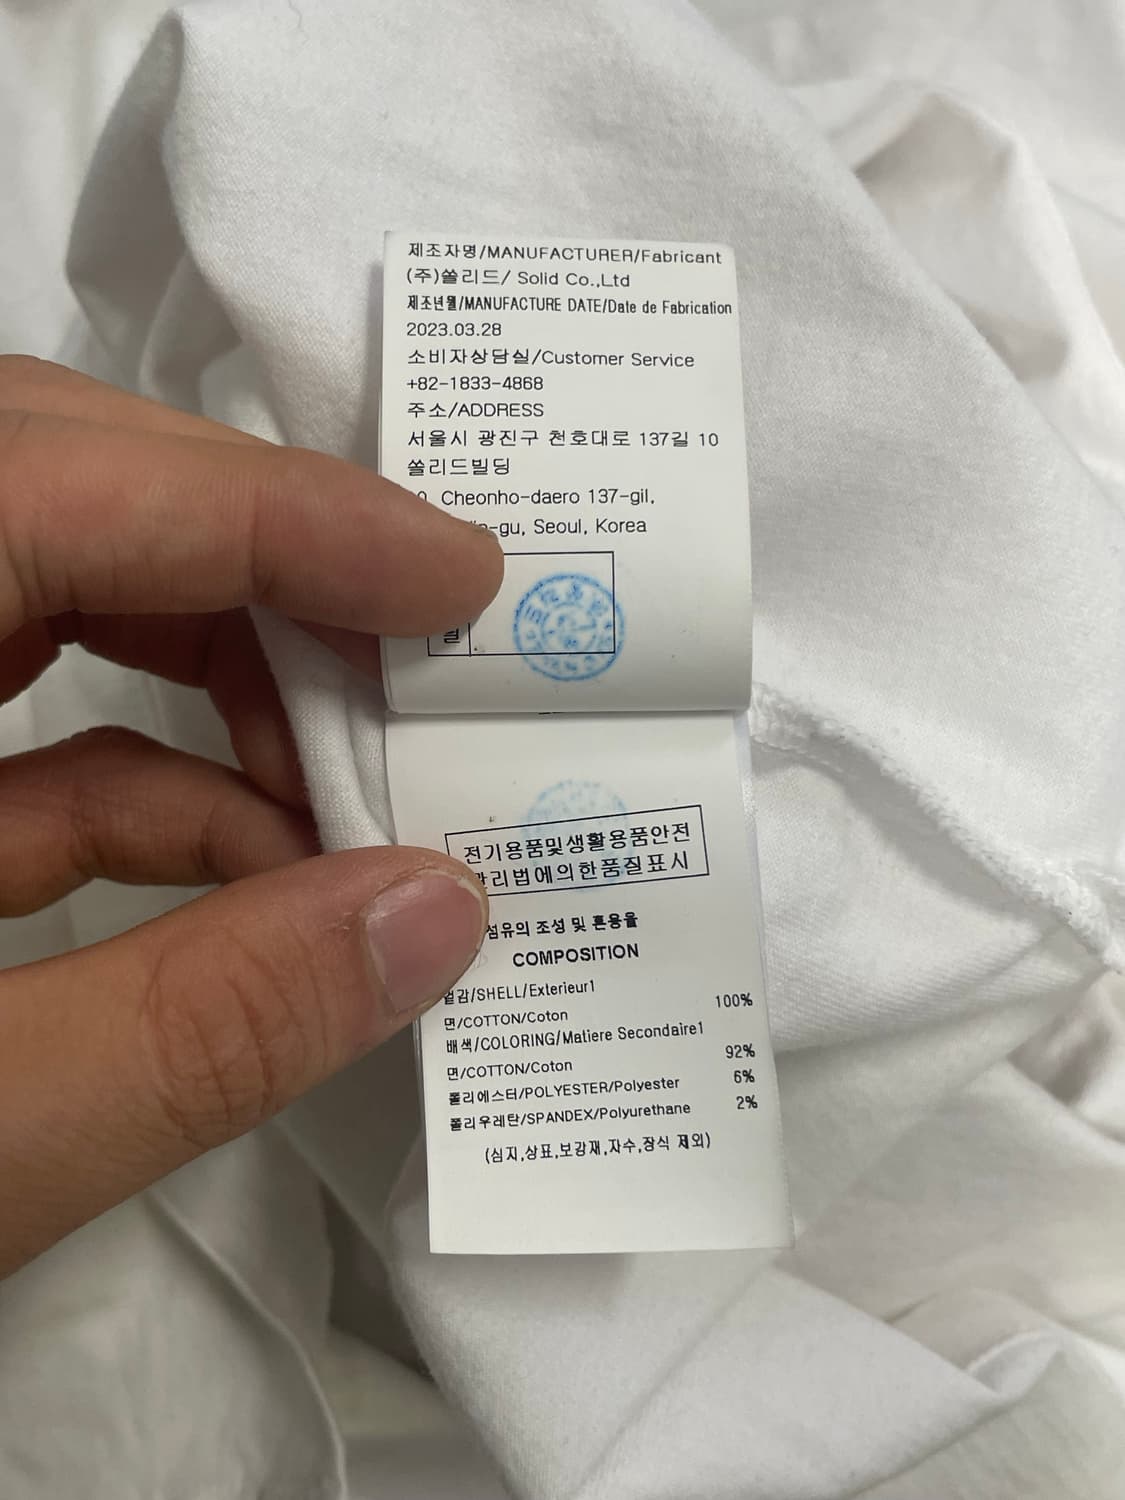 제조자명/MANUFACTURER/Fabricant
(주)쏠리드/ Solid Co.,Ltd
제조년월/MANUFACTURE DATE/Date de Fabrication
2023.03.28
소비자상담실/Customer Service
+82-1833-4868
주소/ADDRESS
서울시 광진구 천호대로 137길 10
쏠리드빌딩
Cheonho-daero 137-gil,
-gu, Seoul, Korea
전기용품및생활용품안전
관리법에의한품질표시
섬유의 조성 및 혼용율
COMPOSITION
겉감/SHELL/Exterieur1
면/COTTON/Coton 100%
배색/COLORING/Matiere Secondaire1
면/COTTON/Coton 92%
폴리에스터/POLYESTER/Polyester 6%
폴리우레탄/SPANDEX/Polyurethane 2%
(심지,상표,보강재,자수,장식 제외)